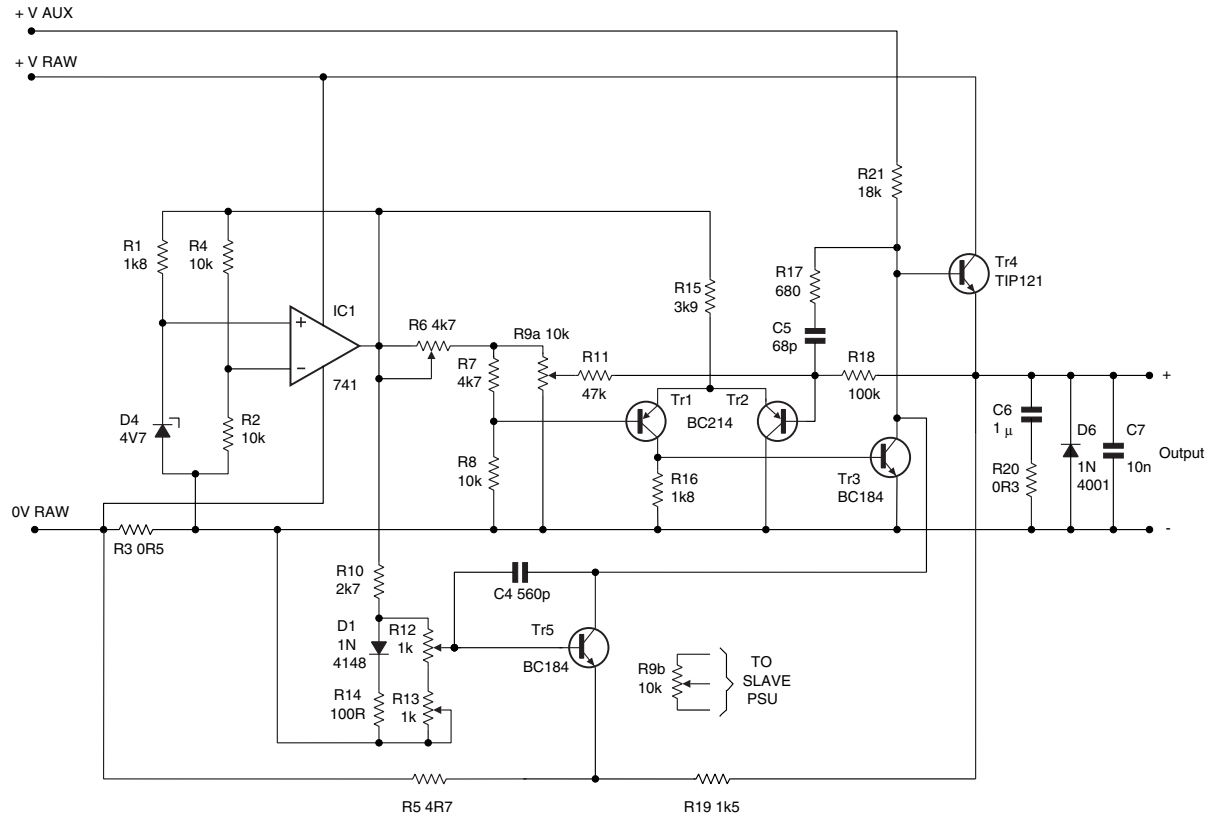 + V AUX
+ V RAW
R21
18k
R1
1k8
R4
10k
R17
680
Tr4
TIP121
R15
3k9
IC1
+
−
741
R6 4k7
R9a 10k
C5
68p
R7
4k7
R11
47k
R18
100k
+
D4
4V7
R2
10k
Tr1
Tr2
BC214
C6
1 µ
D6
1N
4001
C7
10n
Output
R8
10k
R16
1k8
Tr3
BC184
R20
0R3
0V RAW
R3 0R5
-
R10
2k7
C4 560p
D1
1N
4148
R12
1k
Tr5
BC184
R9b
10k
TO
SLAVE
PSU
R14
100R
R13
1k
R5 4R7
R19 1k5